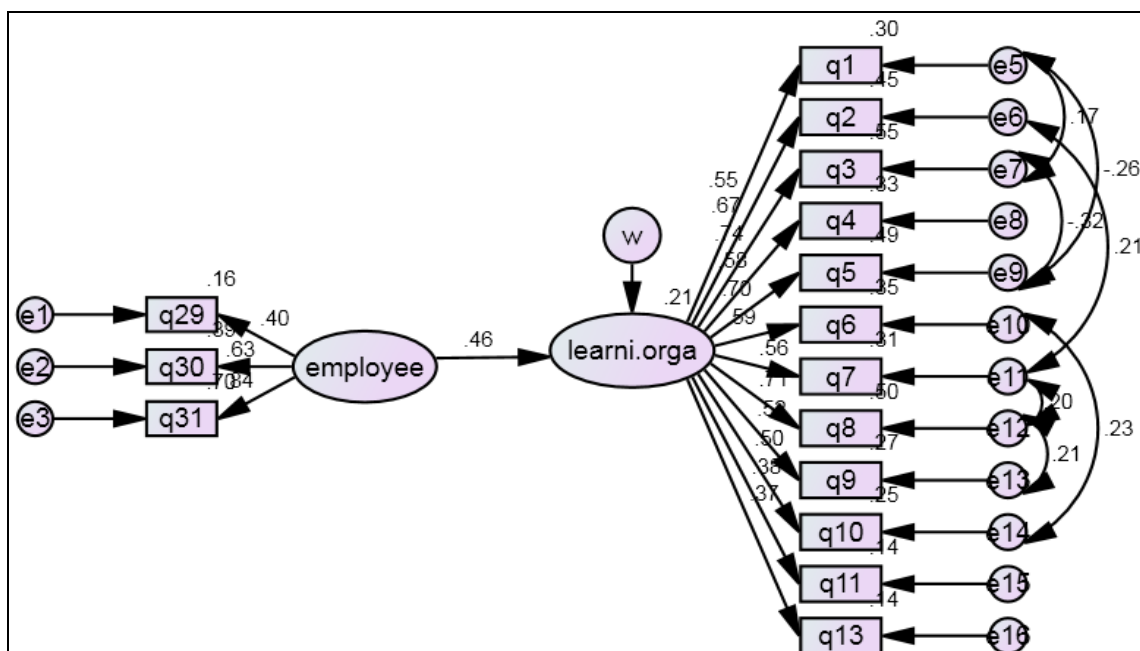 .30
q1
e5
.45
q2
e6
.17
.55
q3
e7
-.26
.33
q4
e8
-.32
.49
q5
e9
.21
.35
q6
e10
.31
q7
e11
.50
q8
e12
.20
.23
.27
q9
e13
.21
.25
q10
e14
.14
q11
e15
.14
q13
e16
.55
.67
.74
.58
.70
.59
.56
.71
.52
.50
.38
.37
w
.21
learni.orga
.46
employee
.16
e1
q29
.40
.39
e2
q30
.63
.70
.84
e3
q31